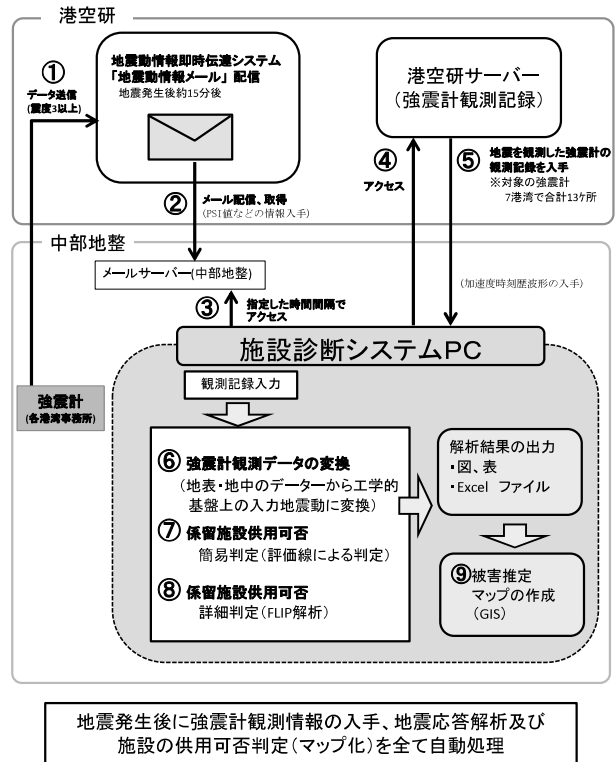 港空研
①
データ送信
(震度3以上)
地震動情報即時伝達システム
「地震動情報メール」配信
地震発生後約15分後
港空研サーバー
(強震計観測記録)
②
メール配信、取得
(PSI値などの情報入手)
④
アクセス
⑤
地震を観測した強震計の
観測記録を入手
※対象の強震計
7港湾で合計13ケ所
中部地整
メールサーバー(中部地整)
③
指定した時間間隔で
アクセス
(加速度時刻歴波形の入手)
施設診断システムPC
強震計
(各港湾事務所)
観測記録入力
⑥ 強震計観測データの変換
(地表・地中のデーターから工学的
基盤上の入力地震動に変換)
⑦ 係留施設供用可否
簡易判定(評価線による判定)
⑧ 係留施設供用可否
詳細判定(FLIP解析)
解析結果の出力
・図、表
・Excel ファイル
⑨被害推定
マップの作成
(GIS)
地震発生後に強震計観測情報の入手、地震応答解析及び
施設の供用可否判定(マップ化)を全て自動処理